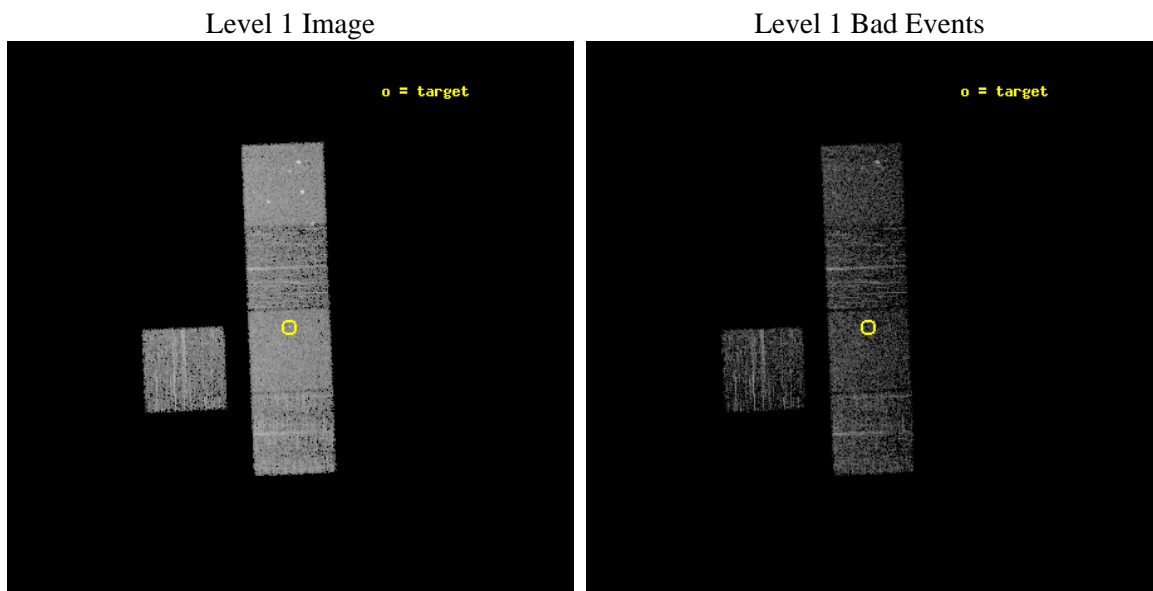 Level 1 Image
Level 1 Bad Events
o = target
o = target